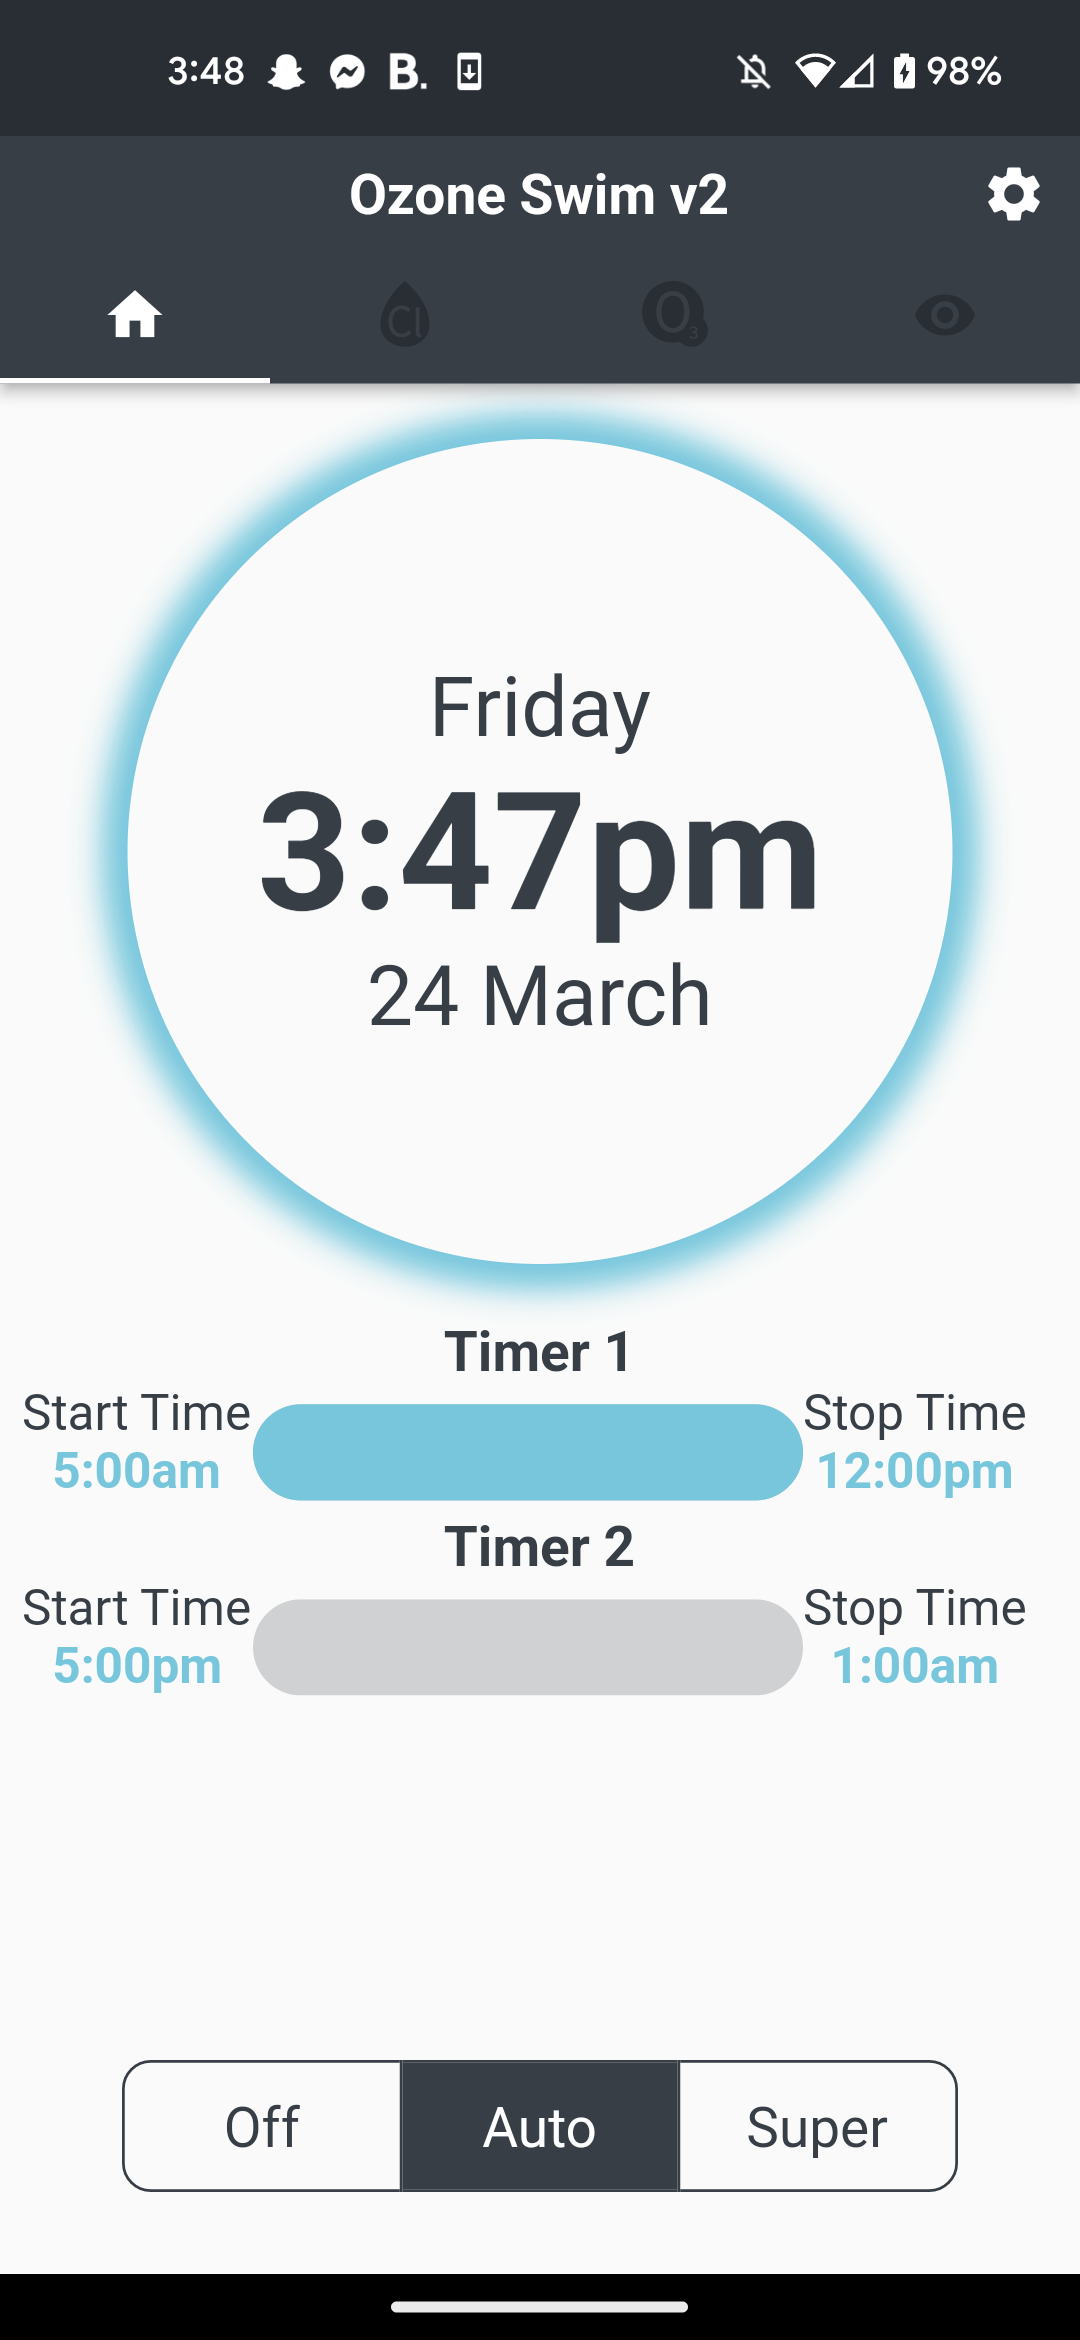 3:48 B. 98%
Ozone Swim v2
Cl O3
Friday
3:47pm
24 March
Timer 1
Start Time Stop Time
5:00am 12:00pm
Timer 2
Start Time Stop Time
5:00pm 1:00am
Off Auto Super